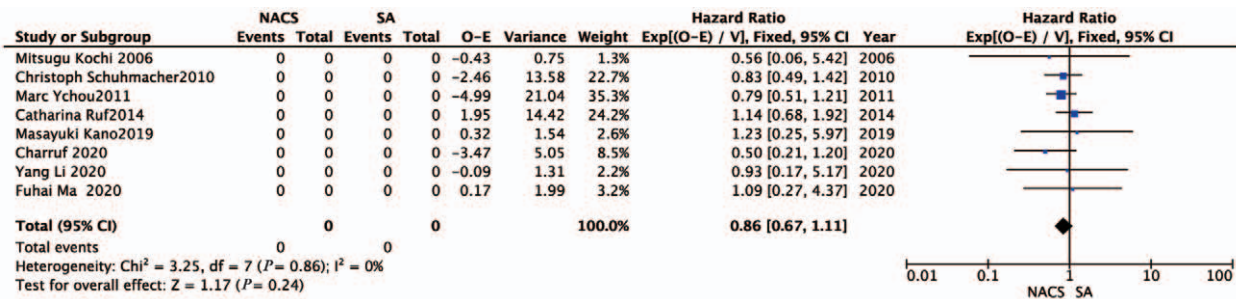 NACS SA Hazard Ratio Hazard Ratio
Study or Subgroup Events Total Events Total O-E Variance Weight Exp[(O-E) / V], Fixed, 95% CI Year Exp[(O-E) / V], Fixed, 95% CI
Mitsugu Kochi 2006 0 0 0 0 -0.43 0.75 1.3% 0.56 [0.06, 5.42] 2006
Christoph Schuhmacher2010 0 0 0 0 -2.46 13.58 22.7% 0.83 [0.49, 1.42] 2010
Marc Ychou2011 0 0 0 0 -4.99 21.04 35.3% 0.79 [0.51, 1.21] 2011
Catharina Ruf2014 0 0 0 0 1.95 14.42 24.2% 1.14 [0.68, 1.92] 2014
Masayuki Kano2019 0 0 0 0 0.32 1.54 2.6% 1.23 [0.25, 5.97] 2019
Charruf 2020 0 0 0 0 -3.47 5.05 8.5% 0.50 [0.21, 1.20] 2020
Yang Li 2020 0 0 0 0 -0.09 1.31 2.2% 0.93 [0.17, 5.17] 2020
Fuhai Ma 2020 0 0 0 0 0.17 1.99 3.2% 1.09 [0.27, 4.37] 2020
Total (95% CI) 0 0 100.0% 0.86 [0.67, 1.11]
Total events 0 0
Heterogeneity: Chi² = 3.25, df = 7 (P = 0.86); I² = 0%
Test for overall effect: Z = 1.17 (P = 0.24)
0.01 0.1 1 10 100
NACS SA